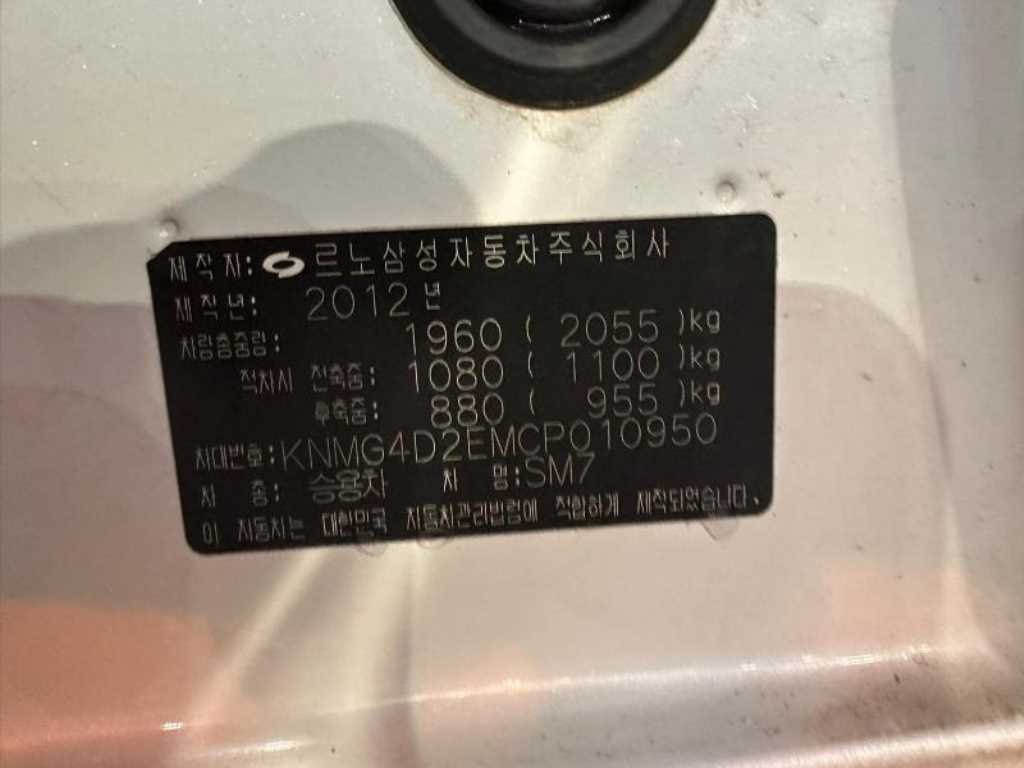 제 작 자: 르노삼성자동차주식회사
제 작 년: 2012 년
차량총중량: 1960 ( 2055 )kg
적차시 전축중: 1080 ( 1100 )kg
후축중: 880 ( 955 )kg
차대번호:KNMG4D2EMCP010950
차 종: 승용차 차 명:SM7
이 자동차는 대한민국 자동차관리법령에 적합하게 제작되었습니다.